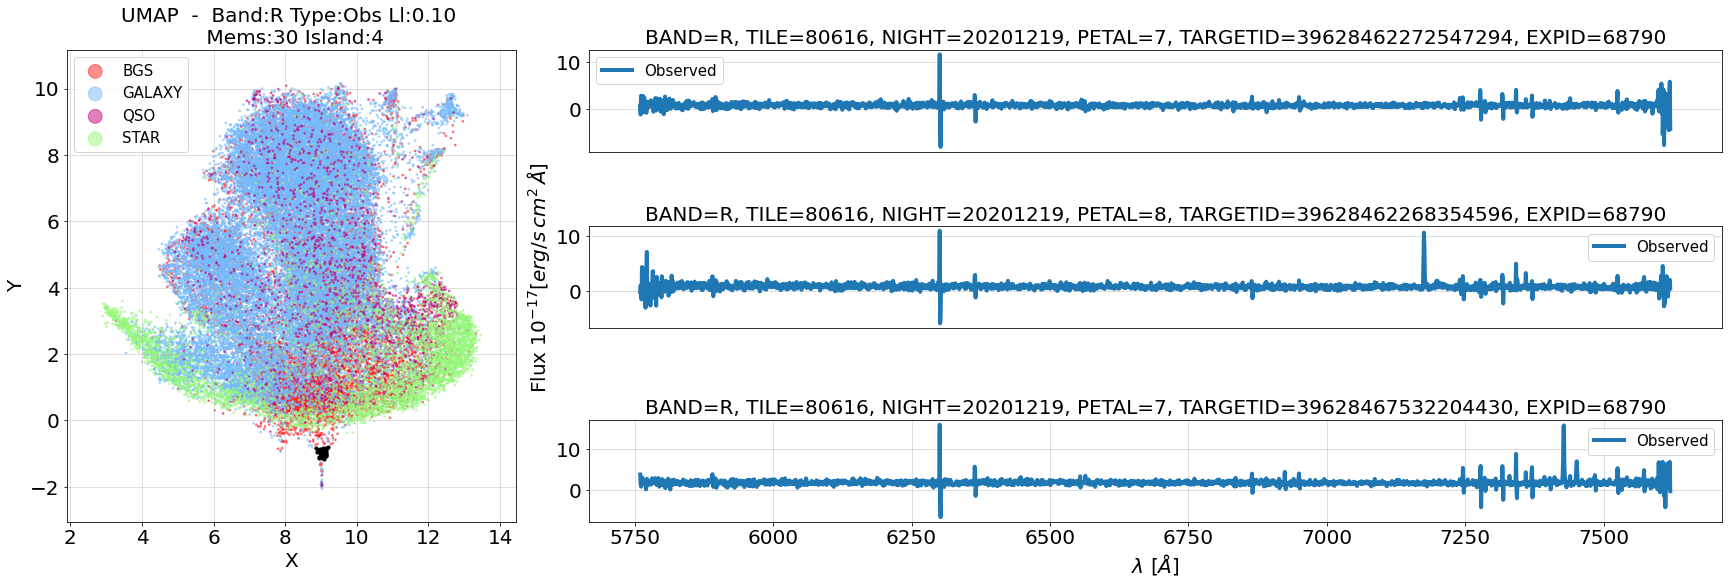 UMAP - Band:R Type:Obs Ll:0.10
Mems:30 Island:4
BGS
GALAXY
QSO
STAR
Y
10
8
6
4
2
0
−2
2 4 6 8 10 12 14
X
Flux 10⁻¹⁷[erg/s cm² Å]
BAND=R, TILE=80616, NIGHT=20201219, PETAL=7, TARGETID=39628462272547294, EXPID=68790
Observed
10
0
BAND=R, TILE=80616, NIGHT=20201219, PETAL=8, TARGETID=39628462268354596, EXPID=68790
Observed
10
0
BAND=R, TILE=80616, NIGHT=20201219, PETAL=7, TARGETID=39628467532204430, EXPID=68790
Observed
10
0
5750 6000 6250 6500 6750 7000 7250 7500
λ [Å]